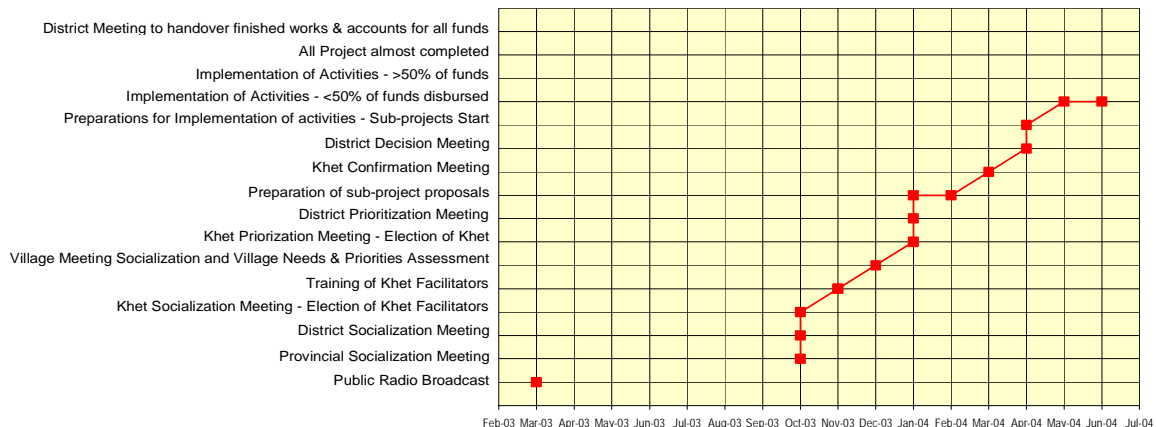 District Meeting to handover finished works & accounts for all funds
All Project almost completed
Implementation of Activities - >50% of funds
Implementation of Activities - <50% of funds disbursed
Preparations for Implementation of activities - Sub-projects Start
District Decision Meeting
Khet Confirmation Meeting
Preparation of sub-project proposals
District Prioritization Meeting
Khet Priorization Meeting - Election of Khet
Village Meeting Socialization and Village Needs & Priorities Assessment
Training of Khet Facilitators
Khet Socialization Meeting - Election of Khet Facilitators
District Socialization Meeting
Provincial Socialization Meeting
Public Radio Broadcast
Feb-03 Mar-03 Apr-03 May-03 Jun-03 Jul-03 Aug-03 Sep-03 Oct-03 Nov-03 Dec-03 Jan-04 Feb-04 Mar-04 Apr-04 May-04 Jun-04 Jul-04